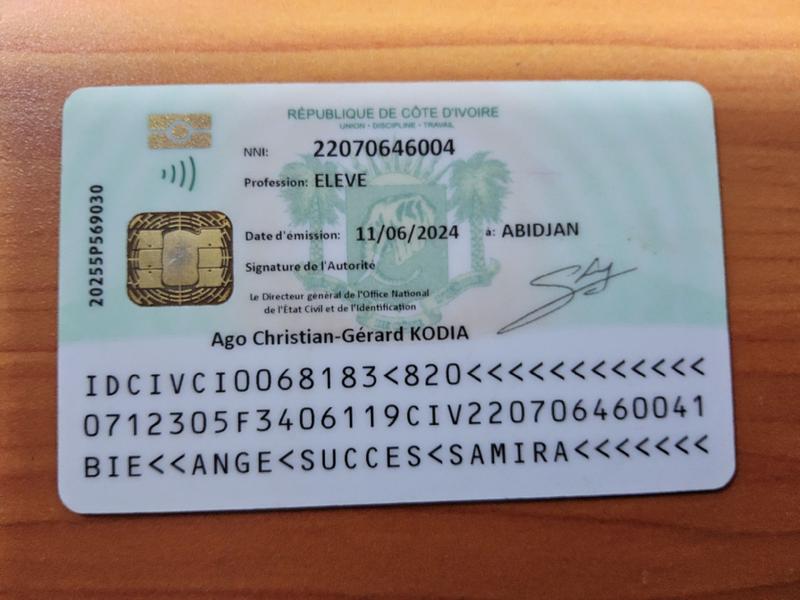 RÉPUBLIQUE DE CÔTE D'IVOIRE
UNION - DISCIPLINE - TRAVAIL
NNI: 22070646004
Profession: ELEVE
Date d'émission: 11/06/2024 à: ABIDJAN
Signature de l'Autorité
Le Directeur général de l'Office National
de l'État Civil et de l'Identification
Ago Christian-Gérard KODIA
20255P569030
IDCIVCI0068183<820<<<<<<<<<<<<
0712305F3406119CIV220706460041
BIE<<ANGE<SUCCES<SAMIRA<<<<<<<